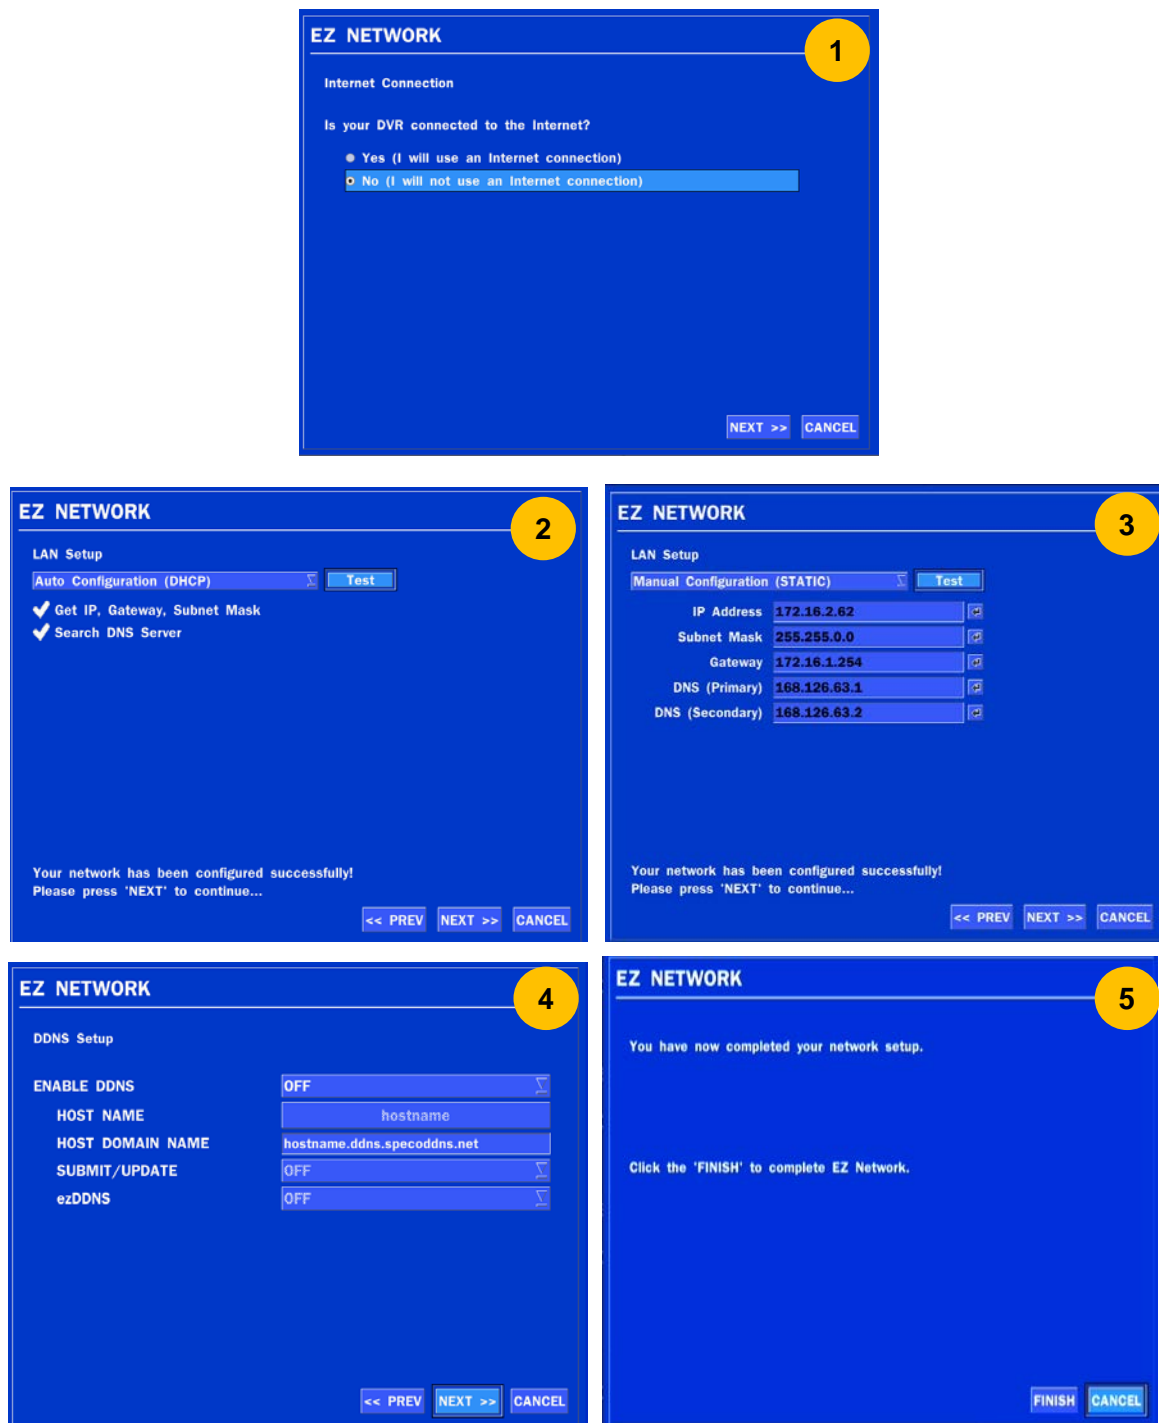 EZ NETWORK
1
Internet Connection
Is your DVR connected to the Internet?
Yes (I will use an Internet connection)
No (I will not use an Internet connection)
NEXT >> CANCEL
EZ NETWORK
2
LAN Setup
Auto Configuration (DHCP) Test
Get IP, Gateway, Subnet Mask
Search DNS Server
Your network has been configured successfully!
Please press 'NEXT' to continue...
<< PREV NEXT >> CANCEL
EZ NETWORK
3
LAN Setup
Manual Configuration (STATIC) Test
IP Address 172.16.2.62
Subnet Mask 255.255.0.0
Gateway 172.16.1.254
DNS (Primary) 168.126.63.1
DNS (Secondary) 168.126.63.2
Your network has been configured successfully!
Please press 'NEXT' to continue...
<< PREV NEXT >> CANCEL
EZ NETWORK
4
DDNS Setup
ENABLE DDNS OFF
HOST NAME hostname
HOST DOMAIN NAME hostname.ddns.specoddns.net
SUBMIT/UPDATE OFF
ezDDNS OFF
<< PREV NEXT >> CANCEL
EZ NETWORK
5
You have now completed your network setup.
Click the 'FINISH' to complete EZ Network.
FINISH CANCEL